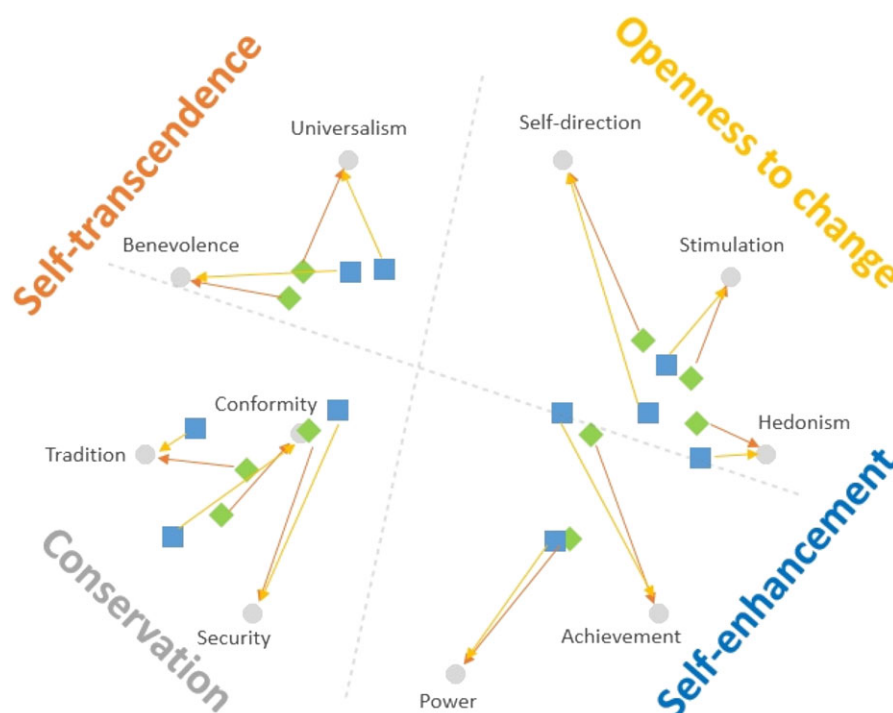 Self-transcendence
Openness to change
Universalism
Self-direction
Benevolence
Stimulation
Conformity
Hedonism
Tradition
Conservation
Security
Achievement
Power
Self-enhancement